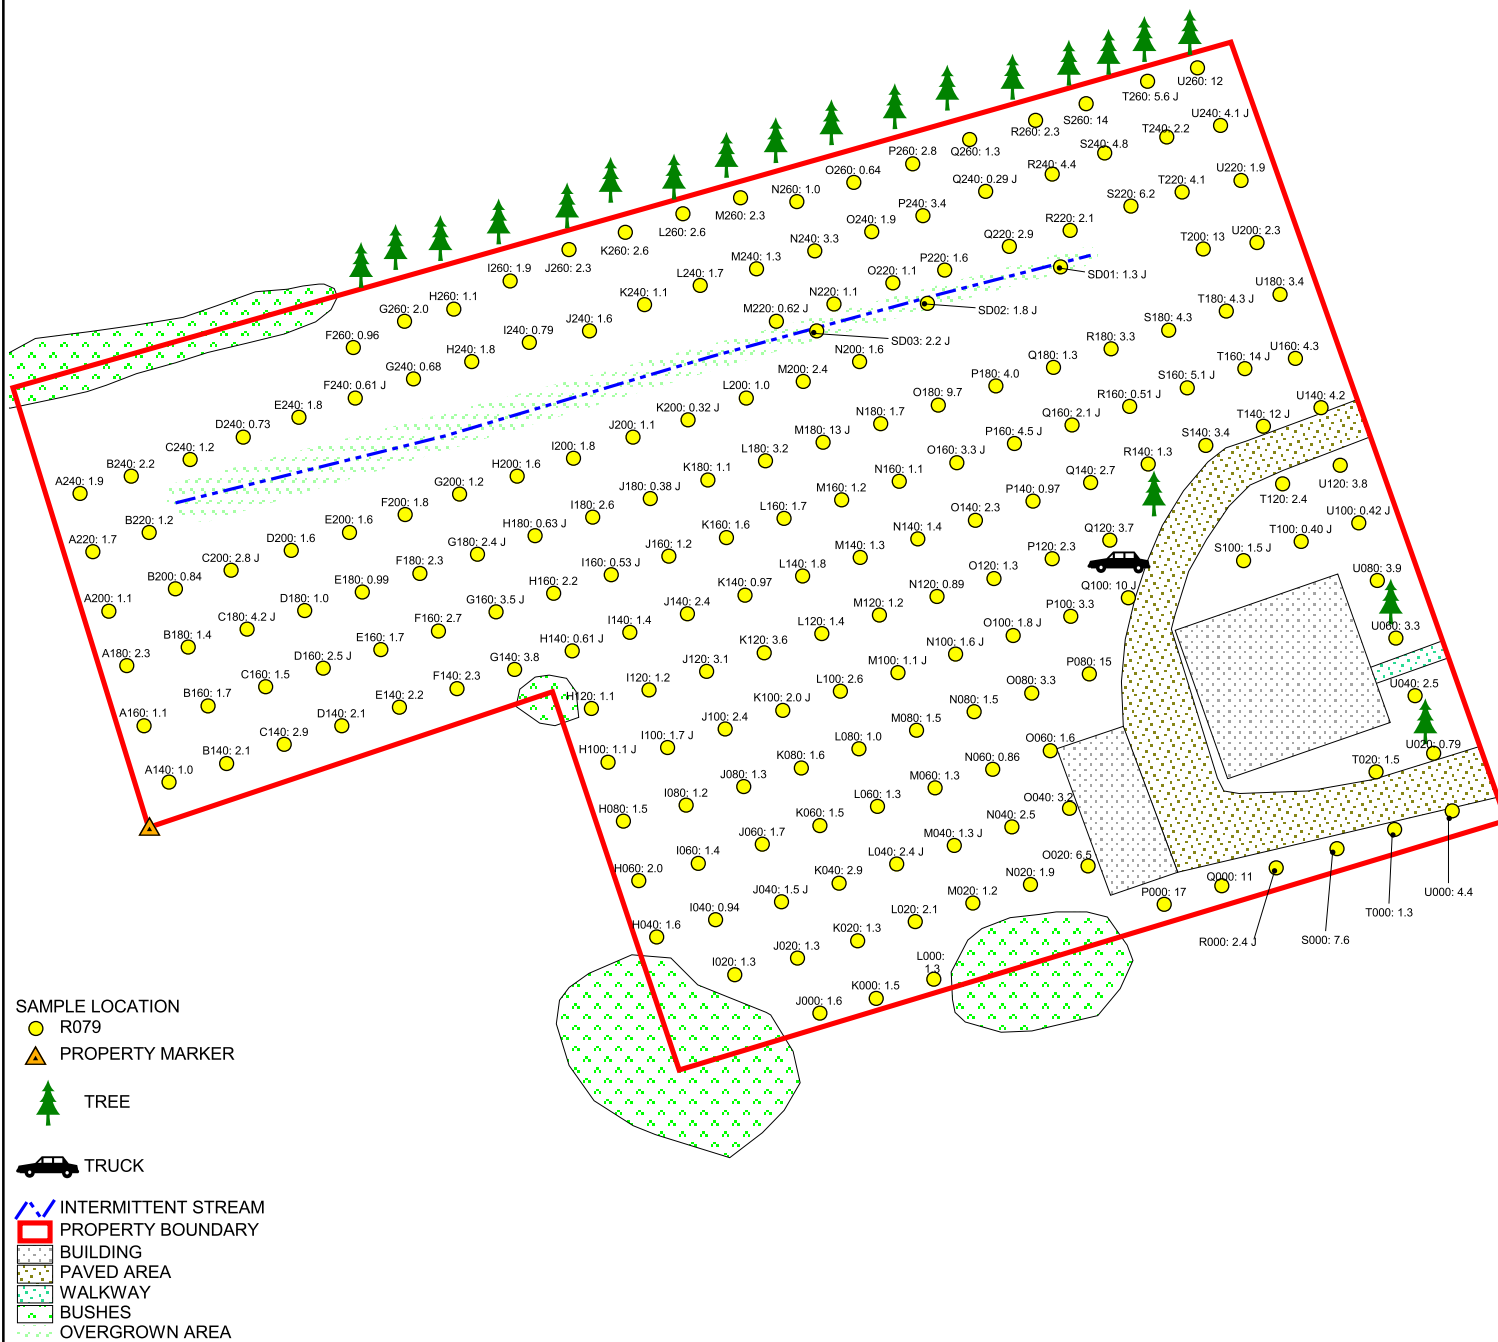 U260: 12
T260: 5.6 J
S260: 14
U240: 4.1 J
R260: 2.3
T240: 2.2
Q260: 1.3
S240: 4.8
P260: 2.8
R240: 4.4
U220: 1.9
O260: 0.64
Q240: 0.29 J
T220: 4.1
N260: 1.0
P240: 3.4
S220: 6.2
M260: 2.3
O240: 1.9
R220: 2.1
U200: 2.3
L260: 2.6
N240: 3.3
Q220: 2.9
T200: 13
K260: 2.6
M240: 1.3
P220: 1.6
J260: 2.3
L240: 1.7
O220: 1.1
SD01: 1.3 J
U180: 3.4
I260: 1.9
K240: 1.1
N220: 1.1
SD02: 1.8 J
T180: 4.3 J
H260: 1.1
J240: 1.6
M220: 0.62 J
SD03: 2.2 J
S180: 4.3
G260: 2.0
I240: 0.79
N200: 1.6
R180: 3.3
U160: 4.3
F260: 0.96
H240: 1.8
M200: 2.4
Q180: 1.3
T160: 14 J
G240: 0.68
L200: 1.0
P180: 4.0
S160: 5.1 J
F240: 0.61 J
K200: 0.32 J
O180: 9.7
R160: 0.51 J
U140: 4.2
E240: 1.8
J200: 1.1
N180: 1.7
Q160: 2.1 J
T140: 12 J
D240: 0.73
I200: 1.8
M180: 13 J
P160: 4.5 J
S140: 3.4
C240: 1.2
H200: 1.6
L180: 3.2
O160: 3.3 J
R140: 1.3
B240: 2.2
G200: 1.2
K180: 1.1
N160: 1.1
Q140: 2.7
U120: 3.8
A240: 1.9
F200: 1.8
J180: 0.38 J
M160: 1.2
P140: 0.97
T120: 2.4
B220: 1.2
E200: 1.6
I180: 2.6
L160: 1.7
O140: 2.3
U100: 0.42 J
A220: 1.7
D200: 1.6
H180: 0.63 J
K160: 1.6
N140: 1.4
Q120: 3.7
T100: 0.40 J
C200: 2.8 J
G180: 2.4 J
J160: 1.2
M140: 1.3
P120: 2.3
S100: 1.5 J
B200: 0.84
F180: 2.3
I160: 0.53 J
L140: 1.8
O120: 1.3
U080: 3.9
A200: 1.1
E180: 0.99
H160: 2.2
K140: 0.97
N120: 0.89
Q100: 10 J
C180: 4.2 J
D180: 1.0
G160: 3.5 J
J140: 2.4
M120: 1.2
P100: 3.3
U060: 3.3
B180: 1.4
F160: 2.7
I140: 1.4
L120: 1.4
O100: 1.8 J
A180: 2.3
E160: 1.7
H140: 0.61 J
K120: 3.6
N100: 1.6 J
P080: 15
D160: 2.5 J
G140: 3.8
J120: 3.1
M100: 1.1 J
O080: 3.3
U040: 2.5
C160: 1.5
F140: 2.3
I120: 1.2
L100: 2.6
N080: 1.5
B160: 1.7
E140: 2.2
H120: 1.1
K100: 2.0 J
M080: 1.5
A160: 1.1
D140: 2.1
J100: 2.4
L080: 1.0
O060: 1.6
U020: 0.79
C140: 2.9
I100: 1.7 J
K080: 1.6
N060: 0.86
T020: 1.5
B140: 2.1
H100: 1.1 J
J080: 1.3
M060: 1.3
O040: 3.2
A140: 1.0
I080: 1.2
L060: 1.3
N040: 2.5
H080: 1.5
K060: 1.5
M040: 1.3 J
O020: 6.5
J060: 1.7
L040: 2.4 J
N020: 1.9
Q000: 11
I060: 1.4
K040: 2.9
M020: 1.2
P000: 17
U000: 4.4
H060: 2.0
J040: 1.5 J
L020: 2.1
T000: 1.3
I040: 0.94
K020: 1.3
S000: 7.6
H040: 1.6
J020: 1.3
R000: 2.4 J
I020: 1.3
L000:
1.3
K000: 1.5
J000: 1.6
SAMPLE LOCATION
R079
PROPERTY MARKER
TREE
TRUCK
INTERMITTENT STREAM
PROPERTY BOUNDARY
BUILDING
PAVED AREA
WALKWAY
BUSHES
OVERGROWN AREA